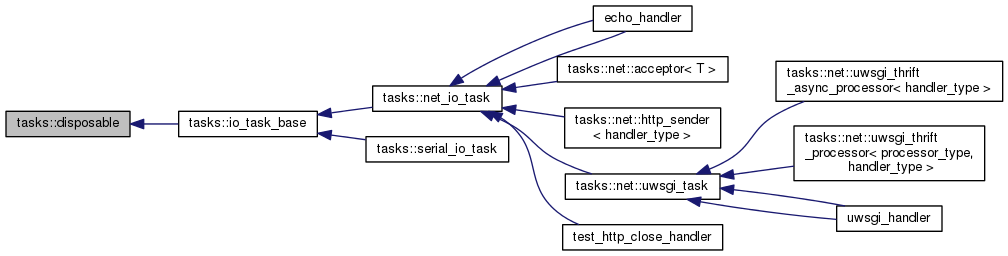 tasks::disposable
tasks::io_task_base
tasks::net_io_task
tasks::serial_io_task
echo_handler
tasks::net::acceptor< T >
tasks::net::http_sender
< handler_type >
tasks::net::uwsgi_task
test_http_close_handler
tasks::net::uwsgi_thrift
_async_processor< handler_type >
tasks::net::uwsgi_thrift
_processor< processor_type,
handler_type >
uwsgi_handler